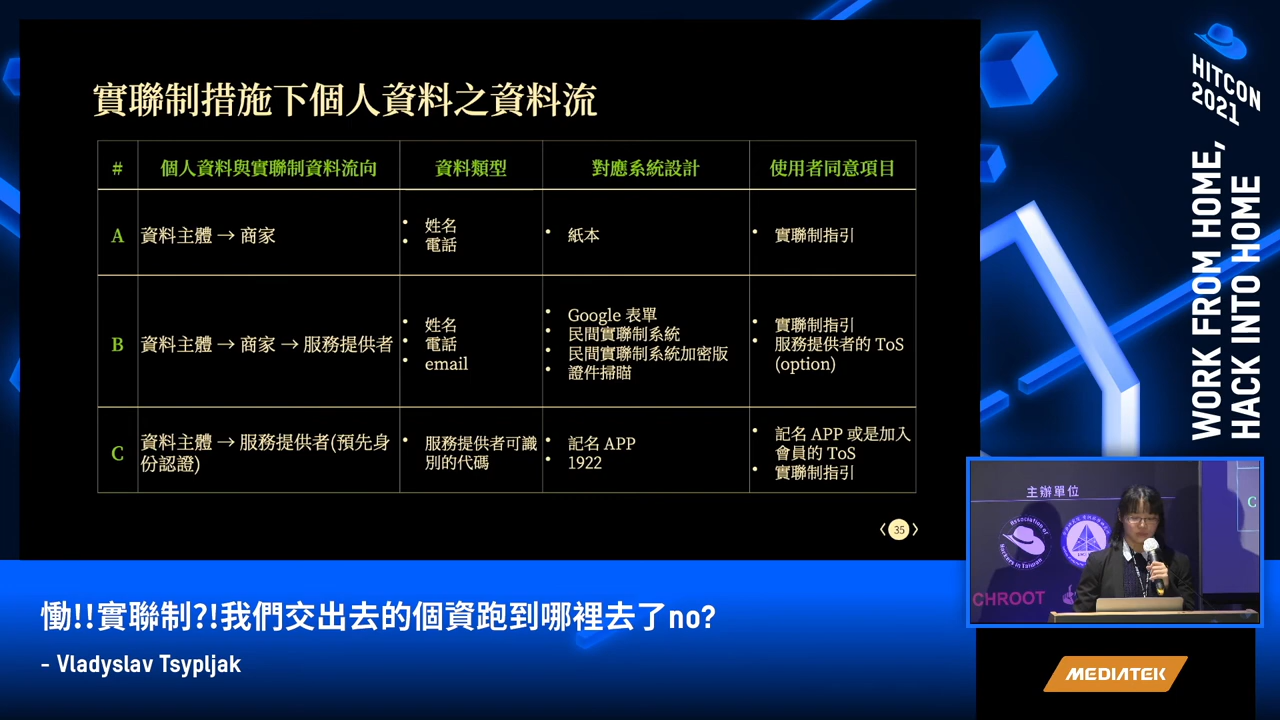 實聯制措施下個人資料之資料流
# 個人資料與實聯制資料流向 資料類型 對應系統設計 使用者同意項目
A 資料主體 → 商家
• 姓名
• 電話
• 紙本
• 實聯制指引
B 資料主體 → 商家 → 服務提供者
• 姓名
• 電話
• email
• Google 表單
• 民間實聯制系統
• 民間實聯制系統加密版
• 證件掃瞄
• 實聯制指引
• 服務提供者的 ToS
(option)
C 資料主體 → 服務提供者(預先身
份認證)
• 服務提供者可識
別的代碼
• 記名 APP
• 1922
• 記名 APP 或是加入
會員的 ToS
• 實聯制指引
35
HITCON
2021
WORK FROM HOME,
HACK INTO HOME
主辦單位
Association of
Hackers in Taiwan
CHROOT
C
慟!!實聯制?!我們交出去的個資跑到哪裡去了no?
- Vladyslav Tsypljak
MEDIATEK